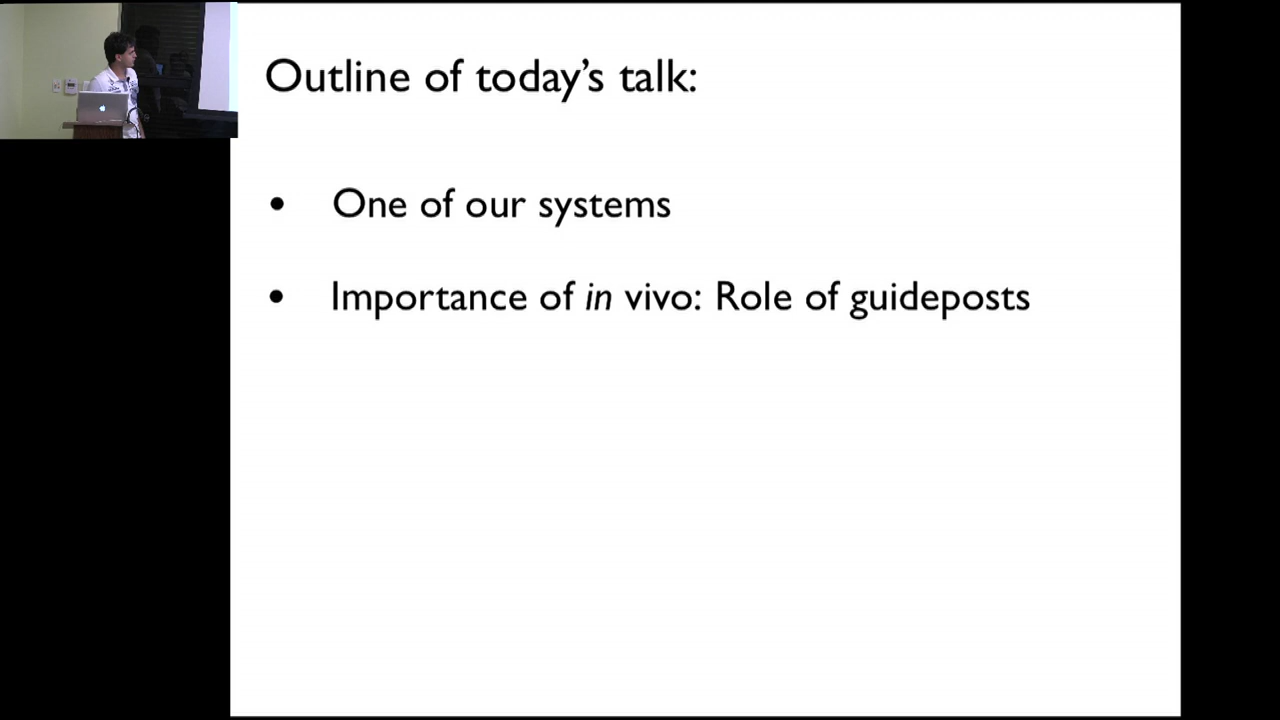 Outline of today's talk:
• One of our systems
• Importance of in vivo: Role of guideposts